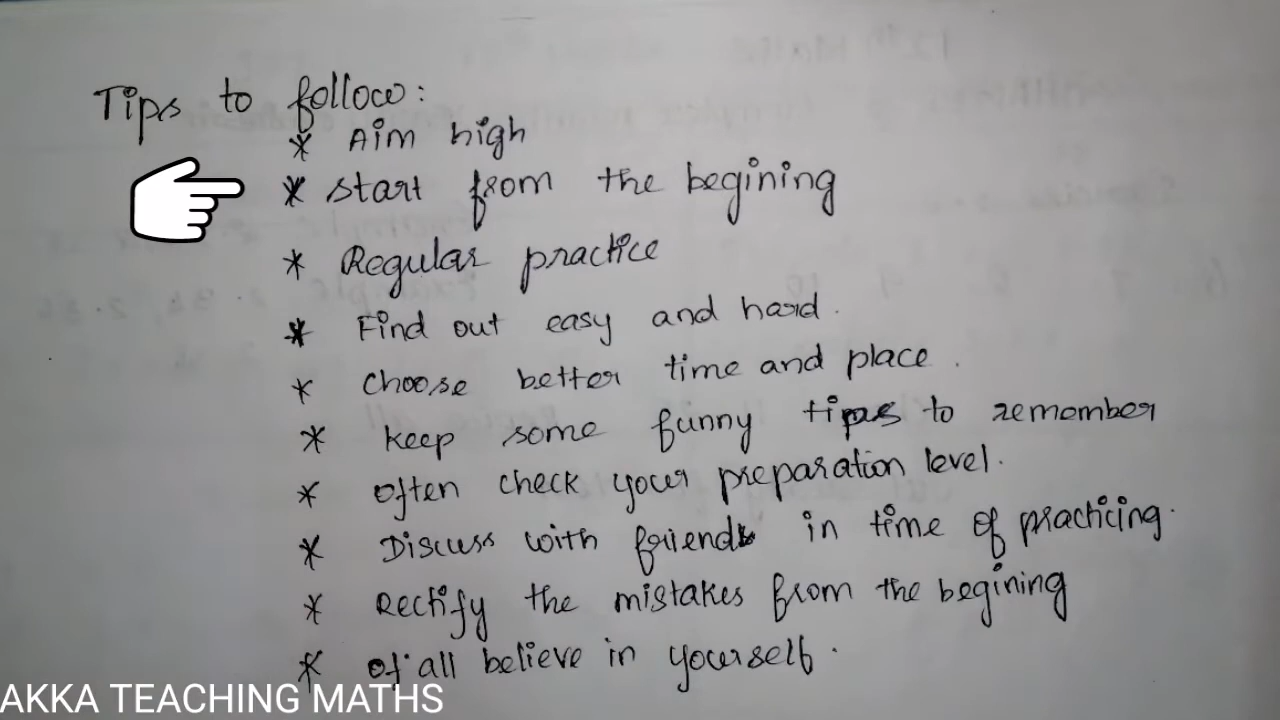 Tips to follow:
* Aim high
* start from the begining
* Regular practice
* Find out easy and hard.
* choose better time and place.
* keep some funny tips to remember
* often check your preparation level.
* Discuss with friends in time of practicing.
* Rectify the mistakes from the begining
* of all believe in yourself.
AKKA TEACHING MATHS